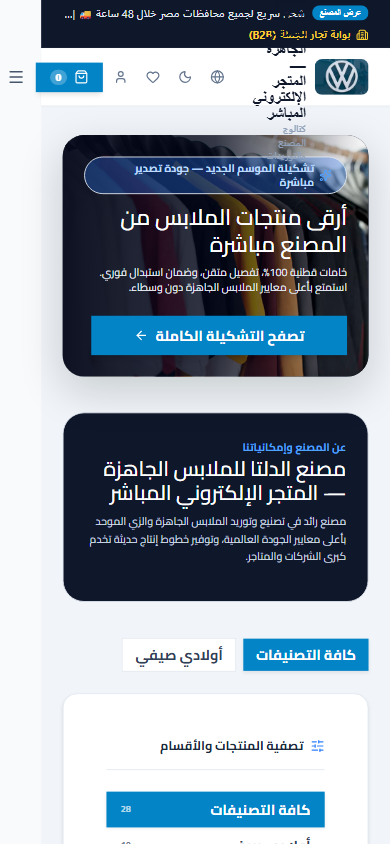 عرض المصنع شحن سريع لجميع محافظات مصر خلال 48 ساعة 🚚 |...
بوابة تجار الجملة (B2B)
الجاهزة
—
المتجر
الإلكتروني
المباشر
كتالوج
المصنع
0
تشكيلة الموسم الجديد — جودة تصدير
مباشرة
أرقى منتجات الملابس من
المصنع مباشرة
خامات قطنية 100%، تفصيل متقن، وضمان استبدال فوري.
استمتع بأعلى معايير الملابس الجاهزة دون وسطاء.
تصفح التشكيلة الكاملة
عن المصنع وإمكانياتنا
مصنع الدلتا للملابس الجاهزة
— المتجر الإلكتروني المباشر
مصنع رائد في تصنيع وتوريد الملابس الجاهزة والزي الموحد
بأعلى معايير الجودة العالمية، وتوفير خطوط إنتاج حديثة تخدم
كبرى الشركات والمتاجر.
كافة التصنيفات
أولادي صيفي
تصفية المنتجات والأقسام
كافة التصنيفات 28